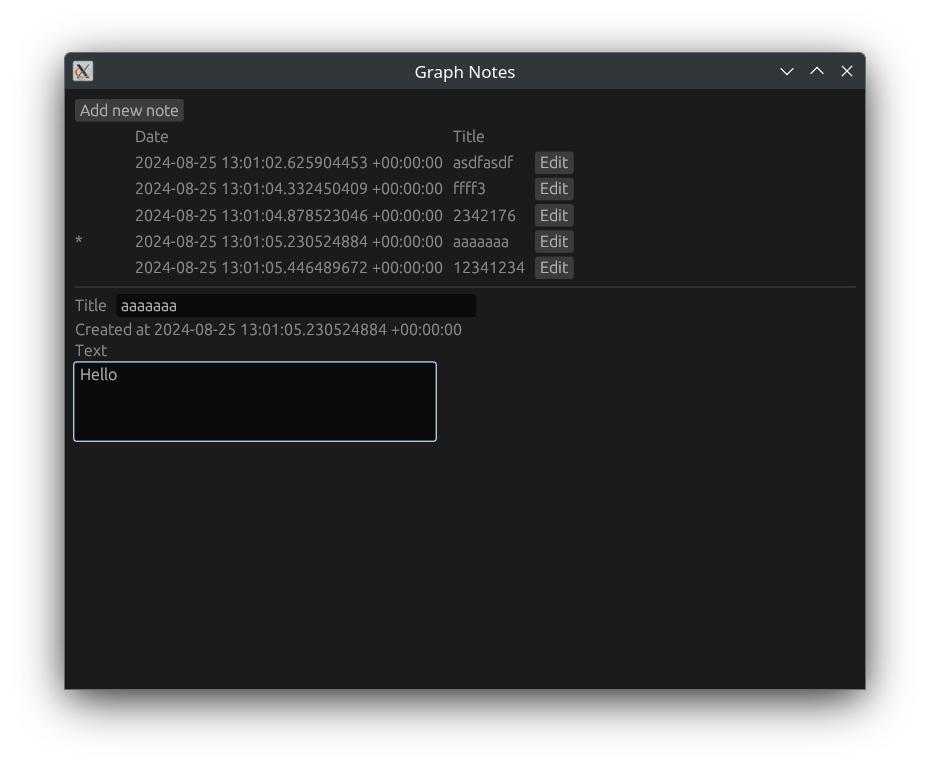 Graph Notes
Add new note
Date Title
2024-08-25 13:01:02.625904453 +00:00:00 asdfasdf Edit
2024-08-25 13:01:04.332450409 +00:00:00 ffff3 Edit
2024-08-25 13:01:04.878523046 +00:00:00 2342176 Edit
* 2024-08-25 13:01:05.230524884 +00:00:00 aaaaaaa Edit
2024-08-25 13:01:05.446489672 +00:00:00 12341234 Edit
Title aaaaaaa
Created at 2024-08-25 13:01:05.230524884 +00:00:00
Text
Hello